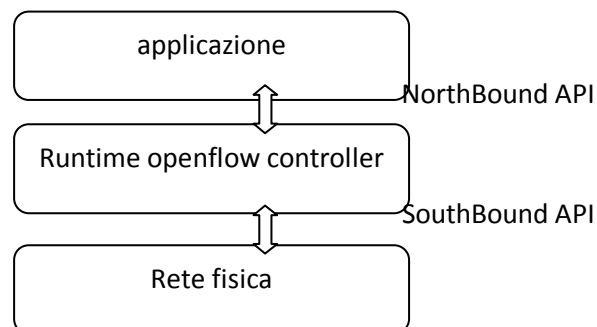 applicazione
NorthBound API
Runtime openflow controller
SouthBound API
Rete fisica